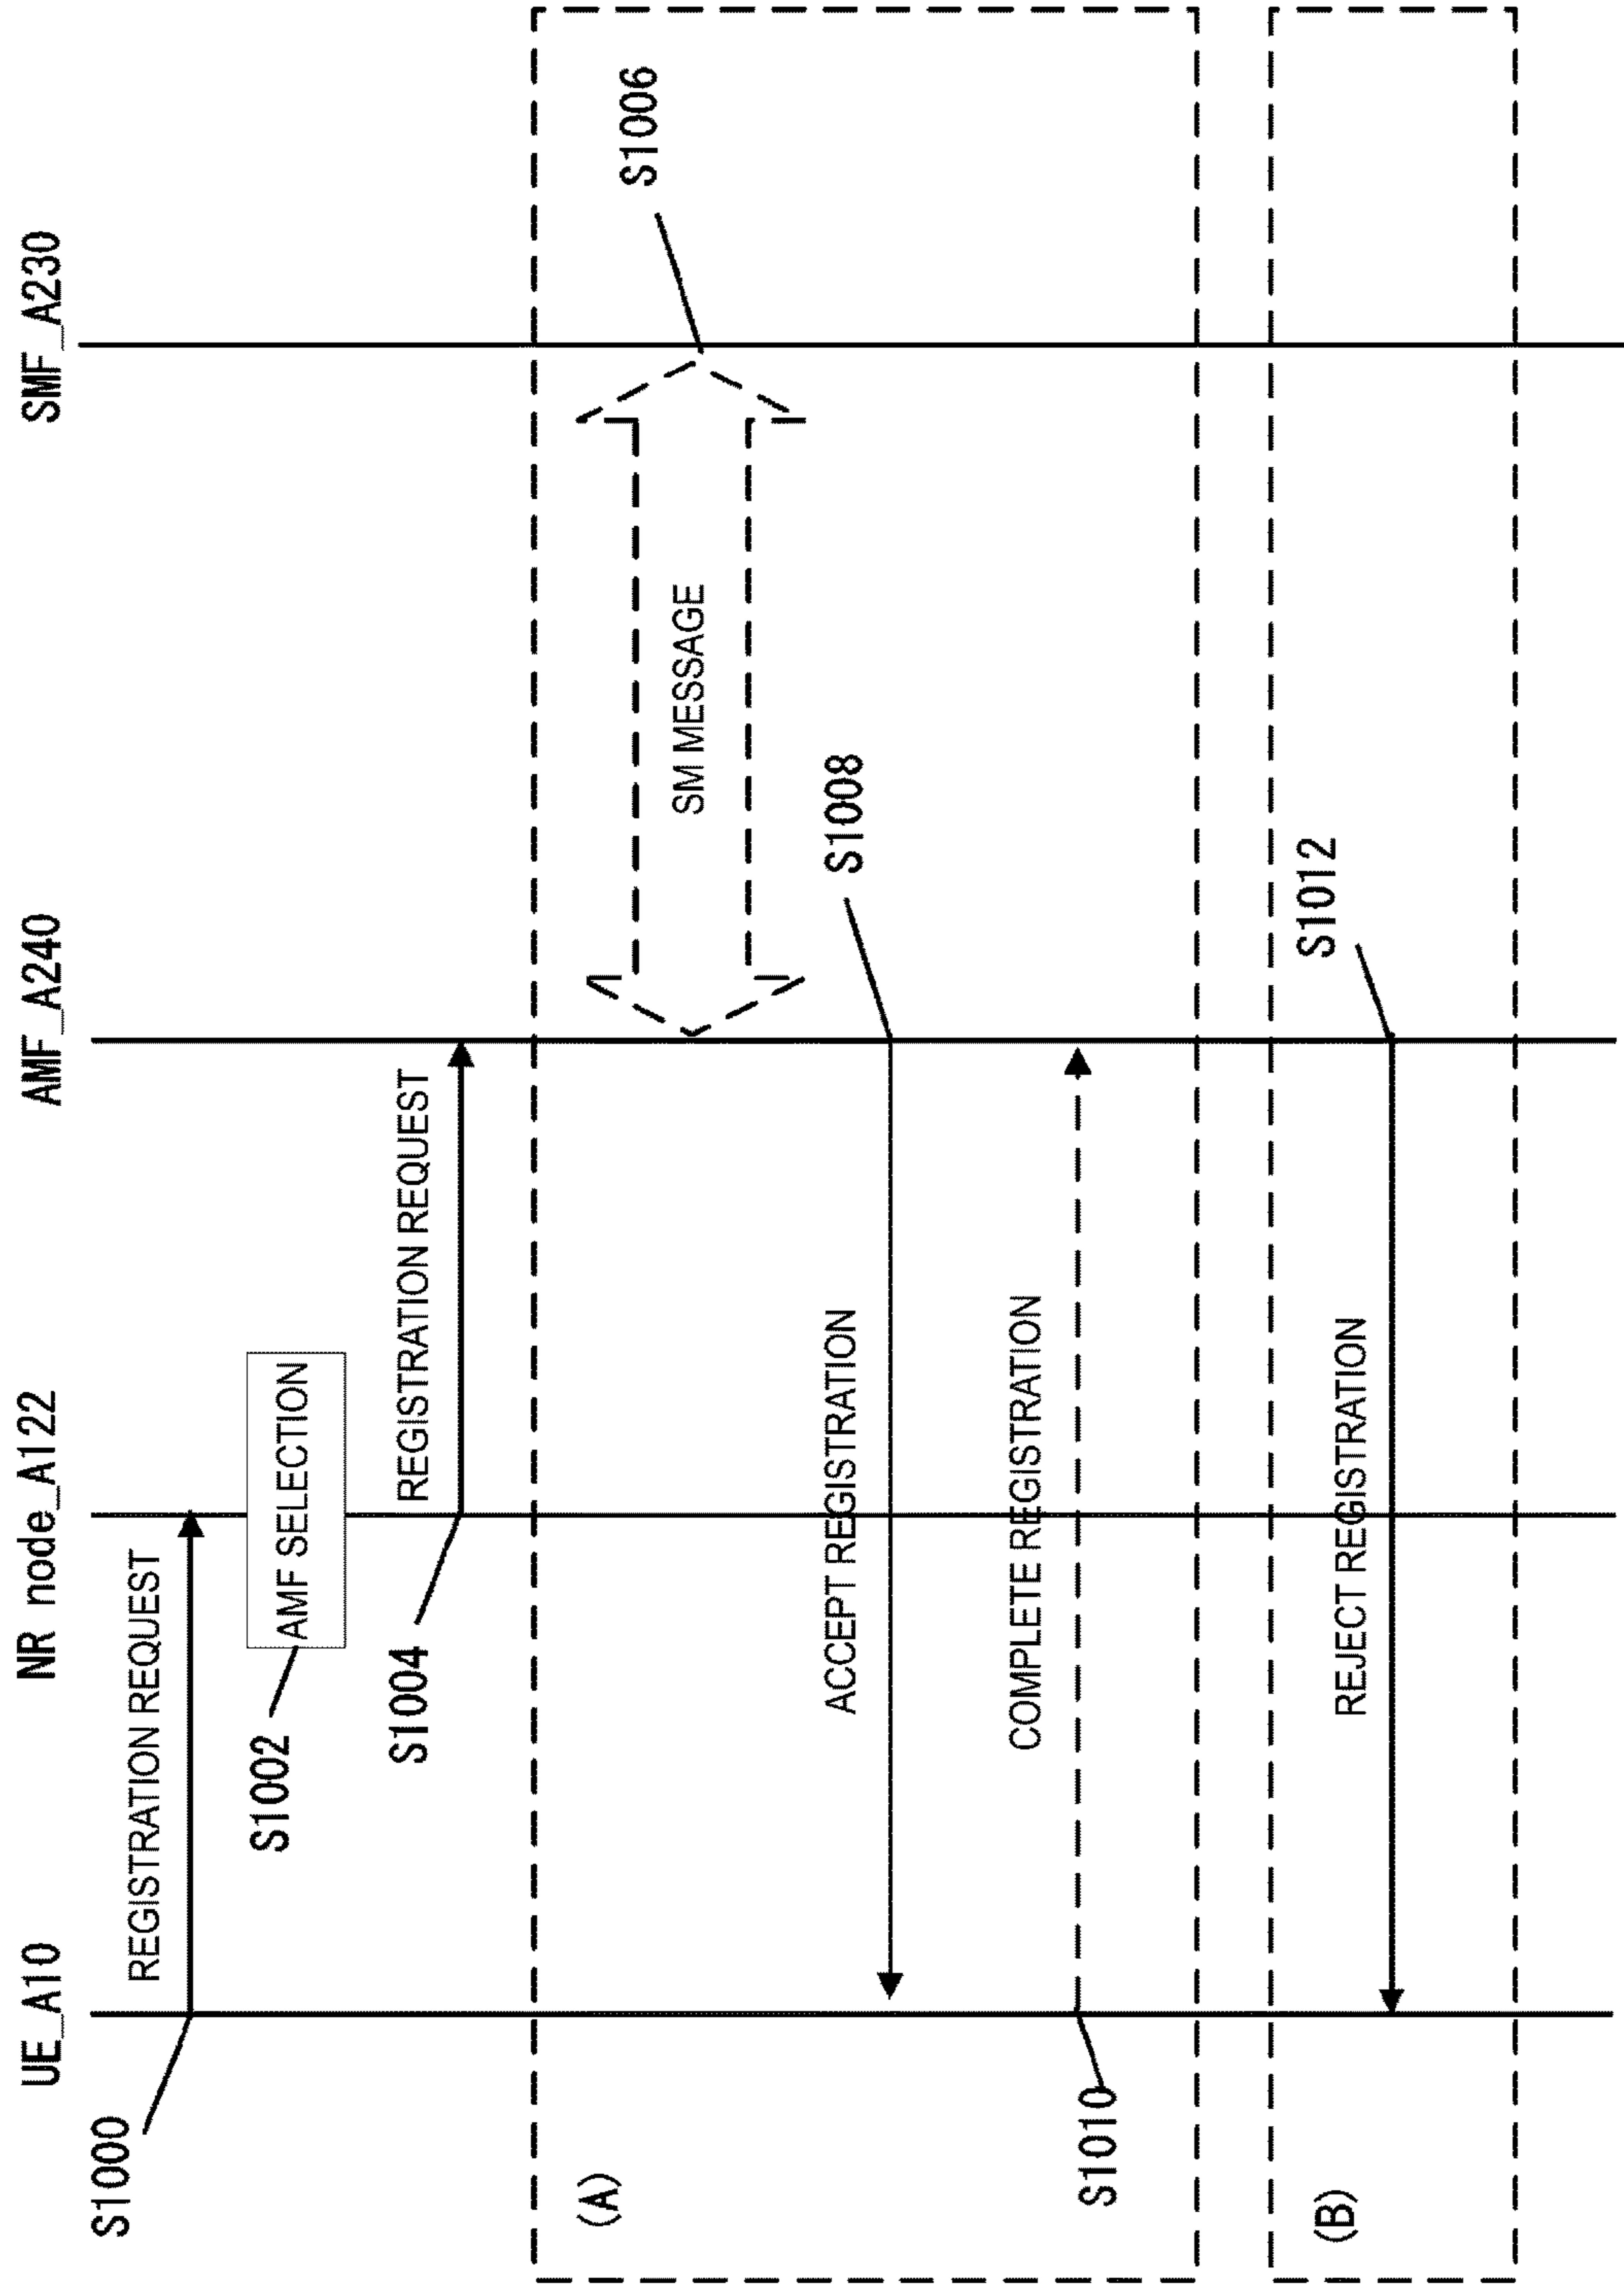 UE_A10
NR node_A122
AMF_A240
SMF_A230
S1000
REGISTRATION REQUEST
S1002
AMF SELECTION
S1004
REGISTRATION REQUEST
(A)
SM MESSAGE
S1006
ACCEPT REGISTRATION
S1008
COMPLETE REGISTRATION
S1010
(B)
REJECT REGISTRATION
S1012